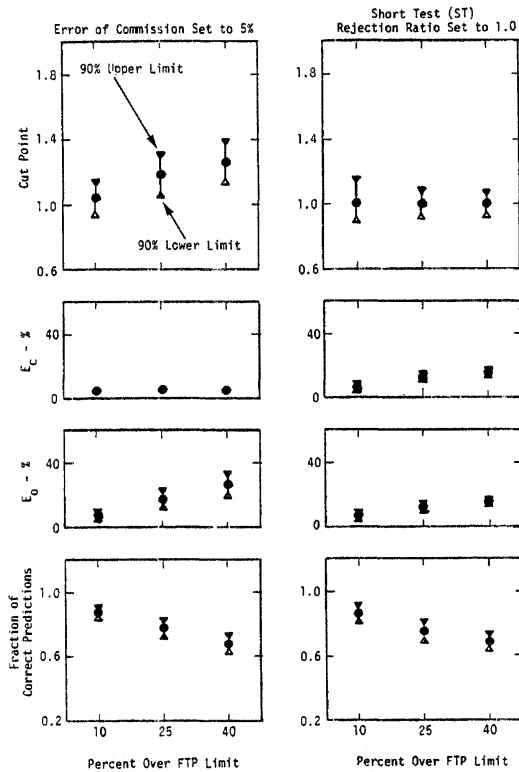 Error of Commission Set to 5%
Short Test (ST)
Rejection Ratio Set to 1.0
Cut Point
1.8
1.4
1.0
0.6
90% Upper Limit
90% Lower Limit
1.8
1.4
1.0
0.6
E_C - %
40
0
40
0
E_O - %
40
0
40
0
Fraction of
Correct Predictions
1.0
0.6
0.2
1.0
0.6
0.2
10 25 40
10 25 40
Percent Over FTP Limit
Percent Over FTP Limit